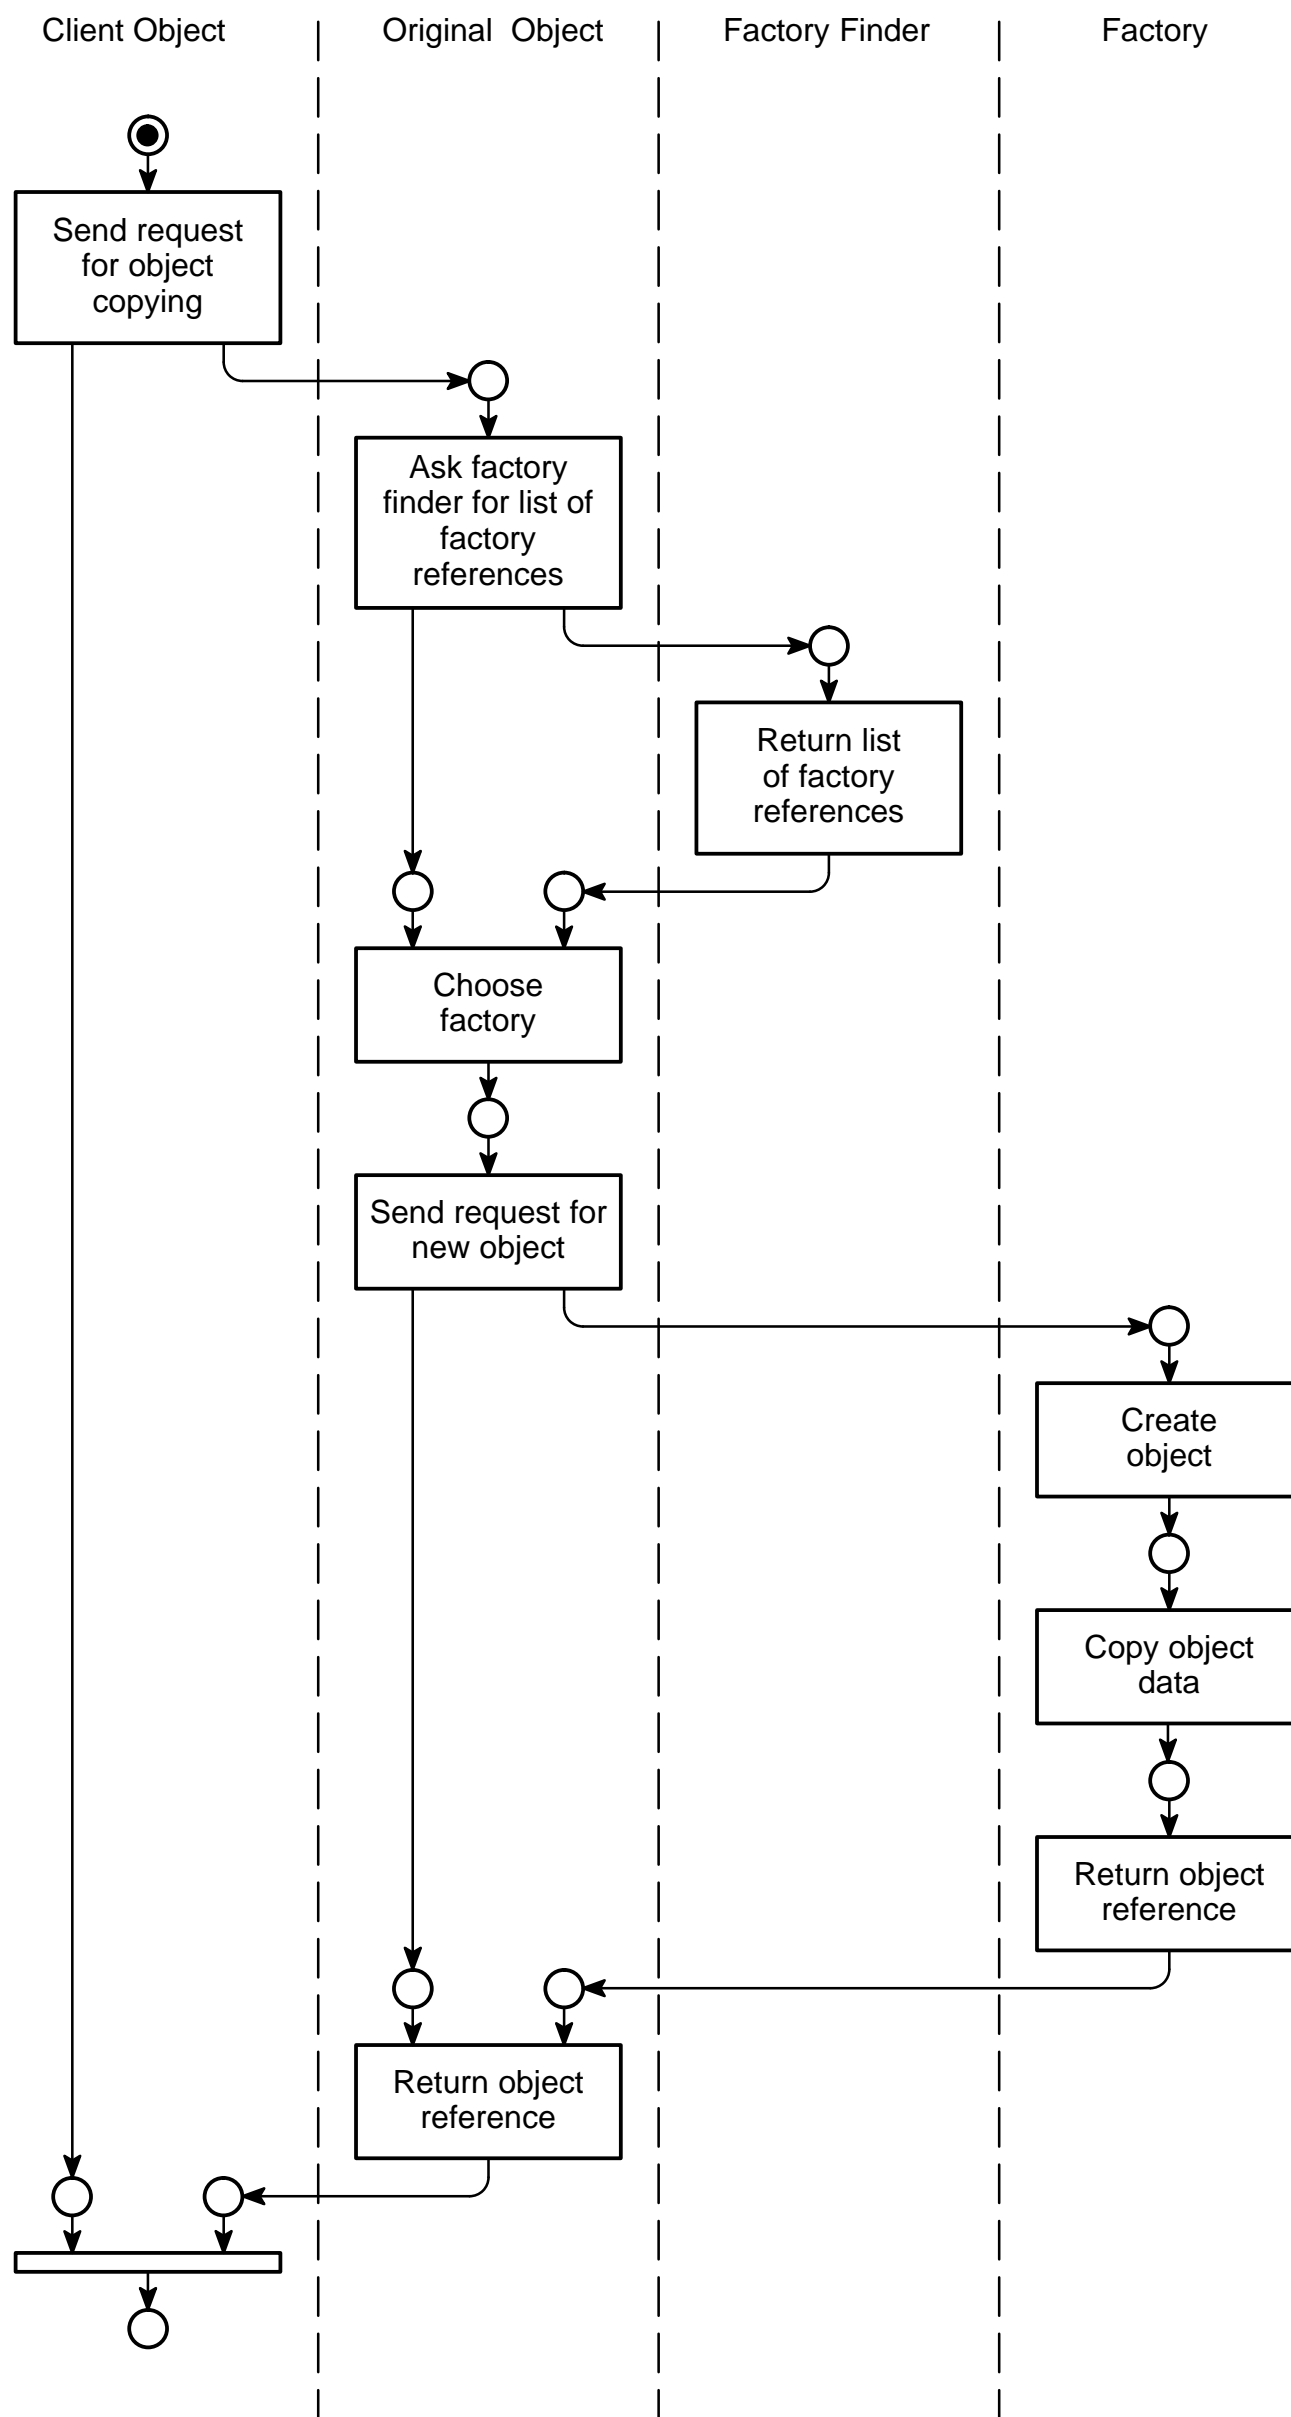 Client Object
Original Object
Factory Finder
Factory
Send request
for object
copying
Ask factory
finder for list of
factory
references
Return list
of factory
references
Choose
factory
Send request for
new object
Create
object
Copy object
data
Return object
reference
Return object
reference